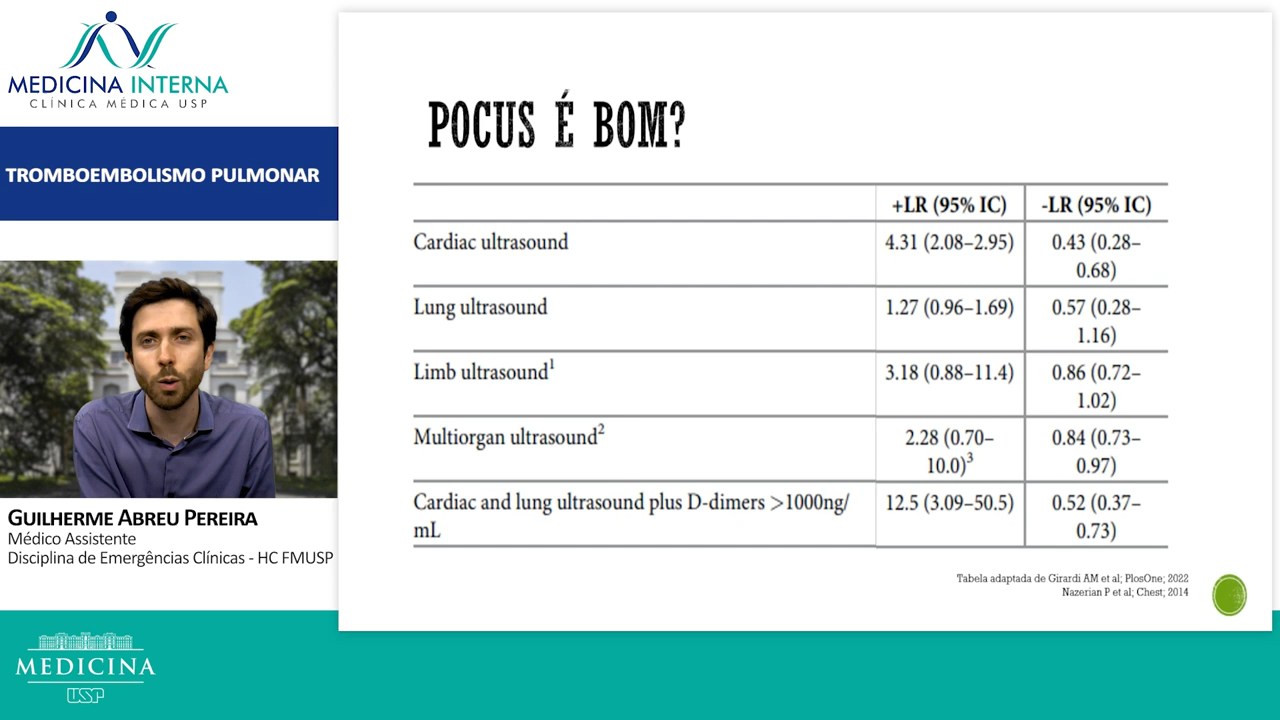 MEDICINA INTERNA
CLÍNICA MÉDICA USP
TROMBOEMBOLISMO PULMONAR
GUILHERME ABREU PEREIRA
Médico Assistente
Disciplina de Emergências Clínicas - HC FMUSP
MEDICINA
USP
POCUS É BOM?
+LR (95% IC) -LR (95% IC)
Cardiac ultrasound 4.31 (2.08–2.95) 0.43 (0.28–
0.68)
Lung ultrasound 1.27 (0.96–1.69) 0.57 (0.28–
1.16)
Limb ultrasound1 3.18 (0.88–11.4) 0.86 (0.72–
1.02)
Multiorgan ultrasound2 2.28 (0.70– 0.84 (0.73–
10.0)3 0.97)
Cardiac and lung ultrasound plus D-dimers >1000ng/ 12.5 (3.09–50.5) 0.52 (0.37–
mL 0.73)
Tabela adaptada de Girardi AM et al; PlosOne; 2022
Nazerian P et al; Chest; 2014